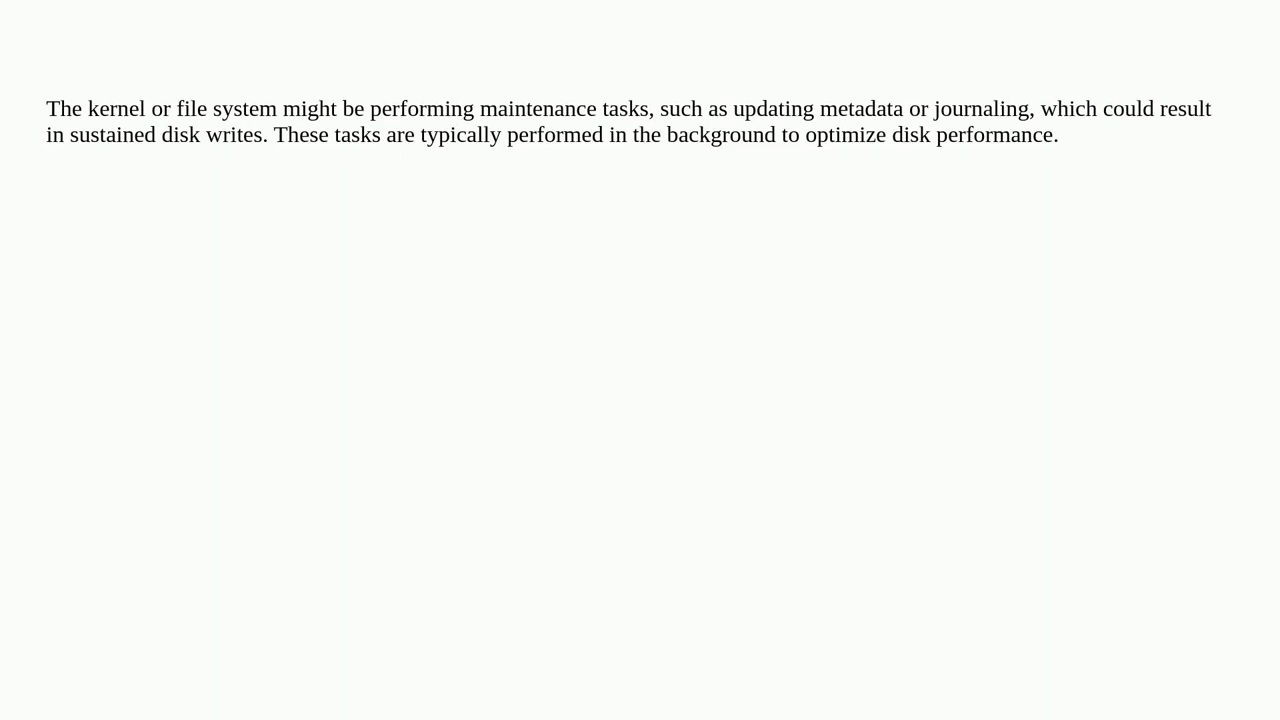 The kernel or file system might be performing maintenance tasks, such as updating metadata or journaling, which could result
in sustained disk writes. These tasks are typically performed in the background to optimize disk performance.